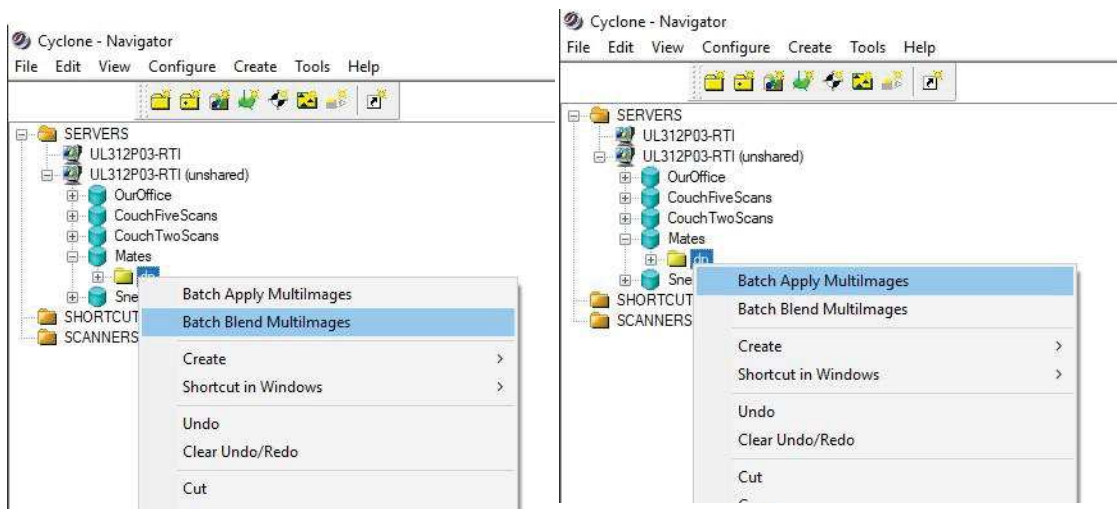 Cyclone - Navigator
File Edit View Configure Create Tools Help
SERVERS
UL312P03-RTI
UL312P03-RTI (unshared)
OurOffice
CouchFiveScans
CouchTwoScans
Mates
Sne
SHORTCUT
SCANNERS
Batch Apply MultiImages
Batch Blend MultiImages
Create
Shortcut in Windows
Undo
Clear Undo/Redo
Cut
Cyclone - Navigator
File Edit View Configure Create Tools Help
SERVERS
UL312P03-RTI
UL312P03-RTI (unshared)
OurOffice
CouchFiveScans
CouchTwoScans
Mates
Sne
SHORTCUT
SCANNERS
Batch Apply MultiImages
Batch Blend MultiImages
Create
Shortcut in Windows
Undo
Clear Undo/Redo
Cut